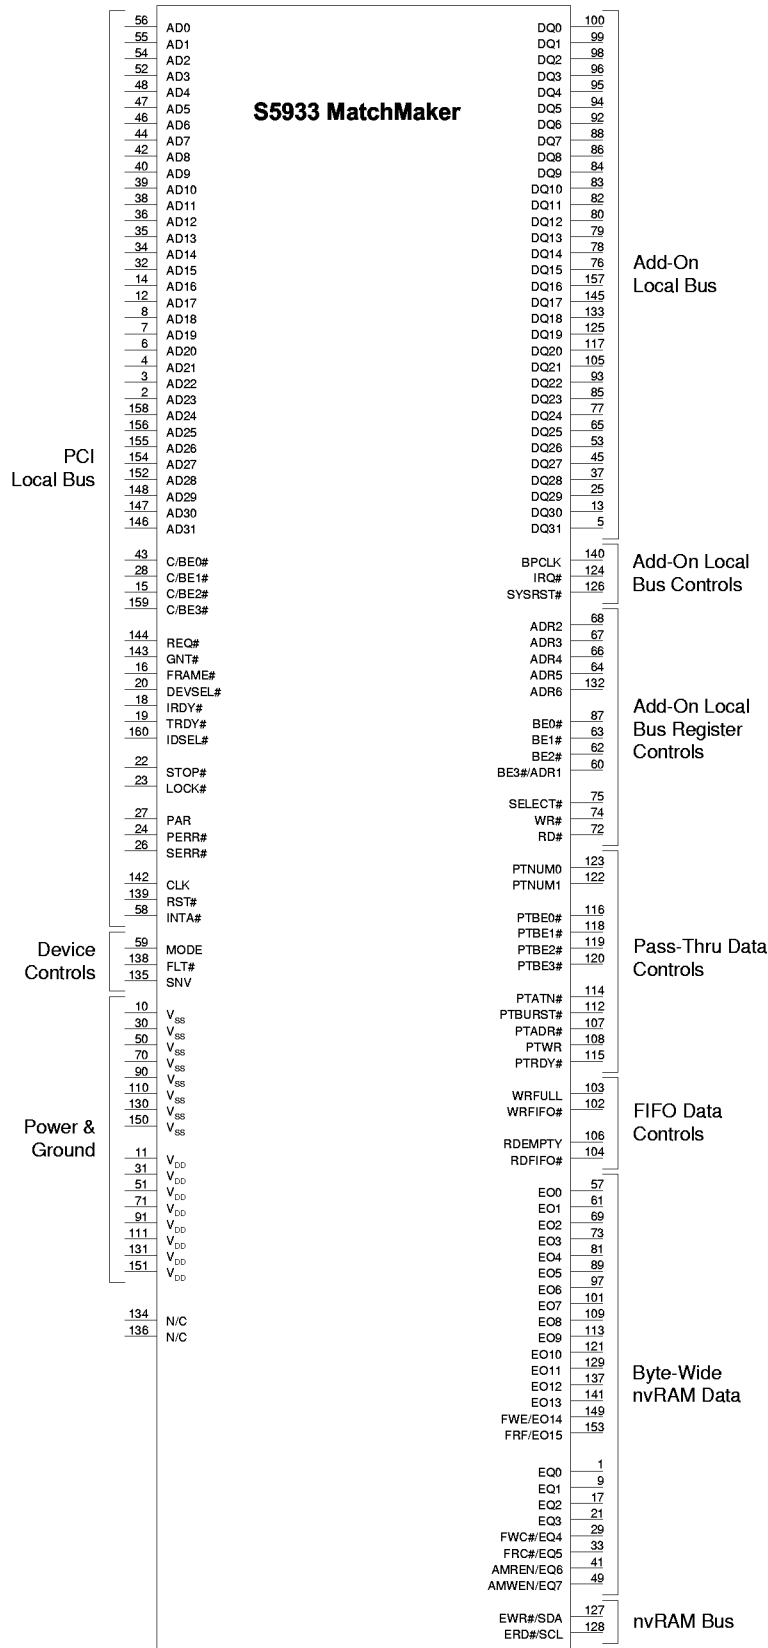 S5933 MatchMaker
PCI
Local Bus
56 AD0
55 AD1
54 AD2
52 AD3
48 AD4
47 AD5
46 AD6
44 AD7
42 AD8
40 AD9
39 AD10
38 AD11
36 AD12
35 AD13
34 AD14
32 AD15
14 AD16
12 AD17
8 AD18
7 AD19
6 AD20
4 AD21
3 AD22
2 AD23
158 AD24
156 AD25
155 AD26
154 AD27
152 AD28
148 AD29
147 AD30
146 AD31
43 C/BE0#
28 C/BE1#
15 C/BE2#
159 C/BE3#
144 REQ#
143 GNT#
16 FRAME#
20 DEVSEL#
18 IRDY#
19 TRDY#
160 IDSEL#
22 STOP#
23 LOCK#
27 PAR
24 PERR#
26 SERR#
142 CLK
139 RST#
58 INTA#
Device
Controls
59 MODE
138 FLT#
135 SNV
Power &
Ground
10 VSS
30 VSS
50 VSS
70 VSS
90 VSS
110 VSS
130 VSS
150 VSS
11 VDD
31 VDD
51 VDD
71 VDD
91 VDD
111 VDD
131 VDD
151 VDD
134 N/C
136 N/C
DQ0 100
DQ1 99
DQ2 98
DQ3 96
DQ4 95
DQ5 94
DQ6 92
DQ7 88
DQ8 86
DQ9 84
DQ10 83
DQ11 82
DQ12 80
DQ13 79
DQ14 78
DQ15 76
DQ16 157
DQ17 145
DQ18 133
DQ19 125
DQ20 117
DQ21 105
DQ22 93
DQ23 85
DQ24 77
DQ25 65
DQ26 53
DQ27 45
DQ28 37
DQ29 25
DQ30 13
DQ31 5
Add-On
Local Bus
BPCLK 140
IRQ# 124
SYSRST# 126
Add-On Local
Bus Controls
ADR2 68
ADR3 67
ADR4 66
ADR5 64
ADR6 132
BE0# 87
BE1# 63
BE2# 62
BE3#/ADR1 60
SELECT# 75
WR# 74
RD# 72
Add-On Local
Bus Register
Controls
PTNUM0 123
PTNUM1 122
PTBE0# 116
PTBE1# 118
PTBE2# 119
PTBE3# 120
PTATN# 114
PTBURST# 112
PTADR# 107
PTWR 108
PTRDY# 115
Pass-Thru Data
Controls
WRFULL 103
WRFIFO# 102
RDEMPTY 106
RDFIFO# 104
FIFO Data
Controls
EO0 57
EO1 61
EO2 69
EO3 73
EO4 81
EO5 89
EO6 97
EO7 101
EO8 109
EO9 113
EO10 121
EO11 129
EO12 137
EO13 141
FWE/EO14 149
FRF/EO15 153
EQ0 1
EQ1 9
EQ2 17
EQ3 21
FWC#/EQ4 29
FRC#/EQ5 33
AMREN/EQ6 41
AMWEN/EQ7 49
Byte-Wide
nvRAM Data
EWR#/SDA 127
ERD#/SCL 128
nvRAM Bus